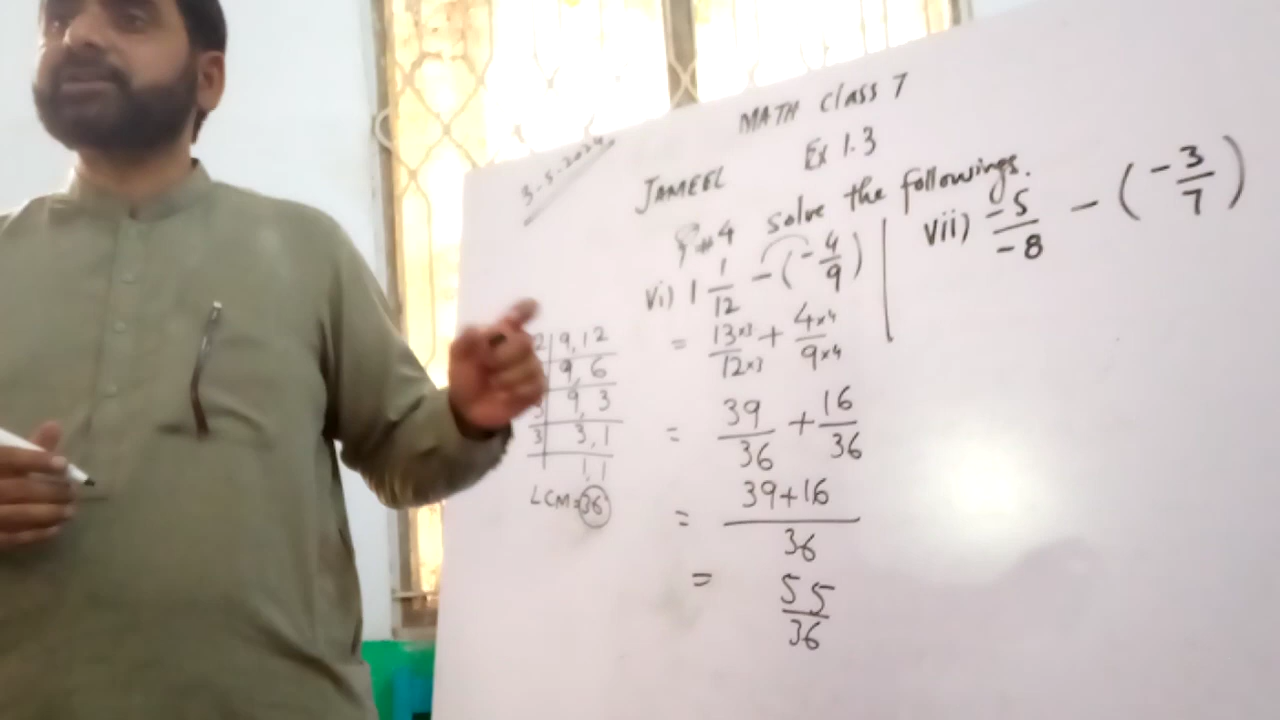 MATH Class 7
3-5-2024
Ex 1.3
JAMEEL
Q#4 solve the followings.
vi) 1 1/12 - (- 4/9)
= 13×3/12×3 + 4×4/9×4
= 39/36 + 16/36
= 39+16/36
= 55/36
2 | 9, 12
9, 6
3 | 9, 3
3 | 3, 1
1, 1
LCM = 36
vii) -5/-8 - (- 3/7)